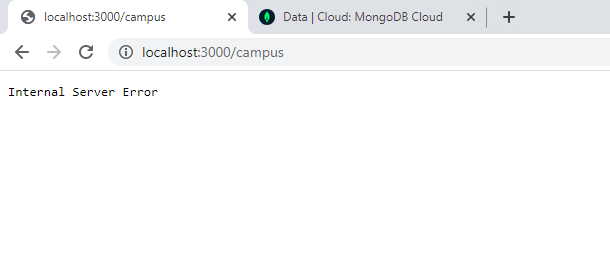 localhost:3000/campus
Data | Cloud: MongoDB Cloud
localhost:3000/campus
Internal Server Error